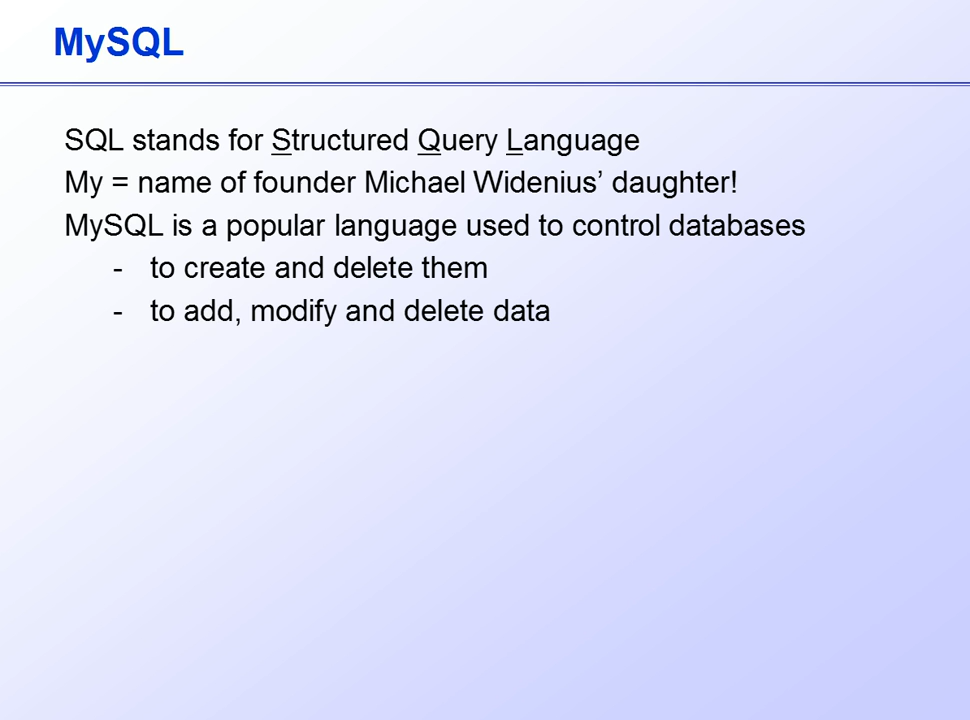 MySQL
SQL stands for Structured Query Language
My = name of founder Michael Widenius’ daughter!
MySQL is a popular language used to control databases
- to create and delete them
- to add, modify and delete data